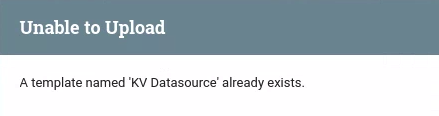 Unable to Upload
A template named 'KV Datasource' already exists.